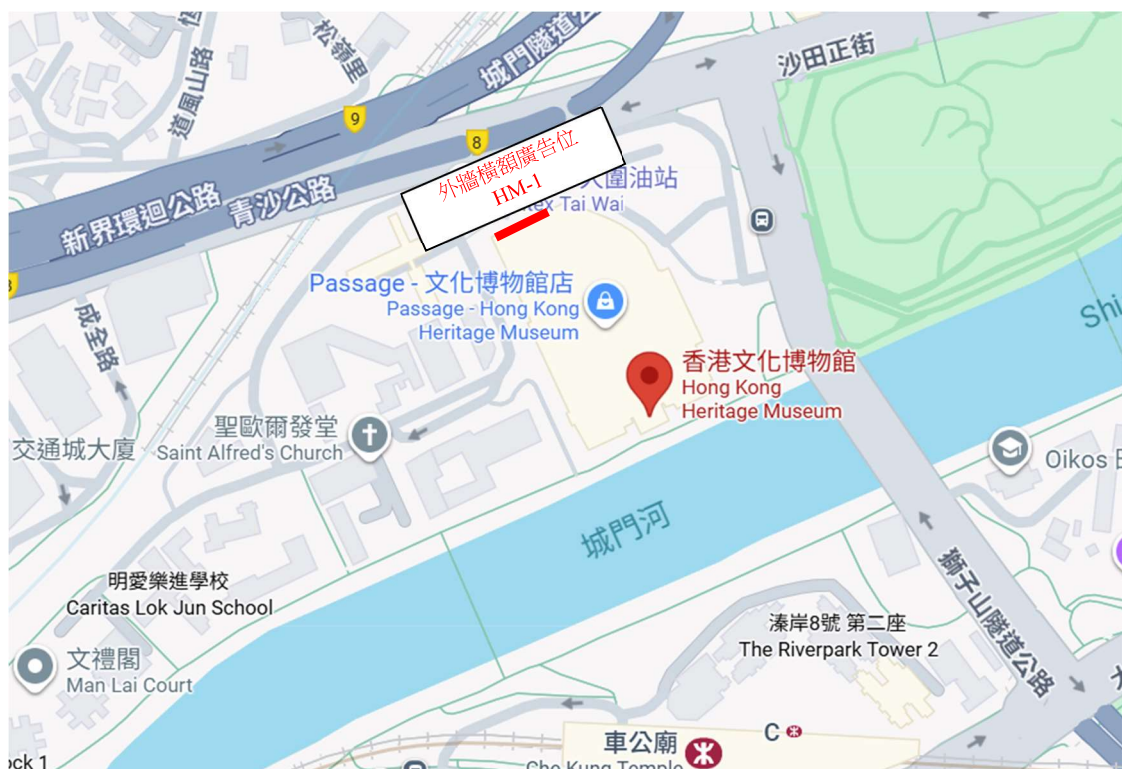 松嶺里
城門隧道公
沙田正街
道風山路
9
8
外牆橫額廣告位
HM-1
大圍油站
ex Tai Wai
新界環迴公路
青沙公路
Passage - 文化博物館店
Passage - Hong Kong
Heritage Museum
成全路
Shi
香港文化博物館
Hong Kong
Heritage Museum
聖歐爾發堂
Saint Alfred's Church
交通城大廈
Oikos
城門河
明愛樂進學校
Caritas Lok Jun School
獅子山隧道公路
溱岸8號 第二座
The Riverpark Tower 2
文禮閣
Man Lai Court
車公廟
Che Kung Temple
C
ock 1